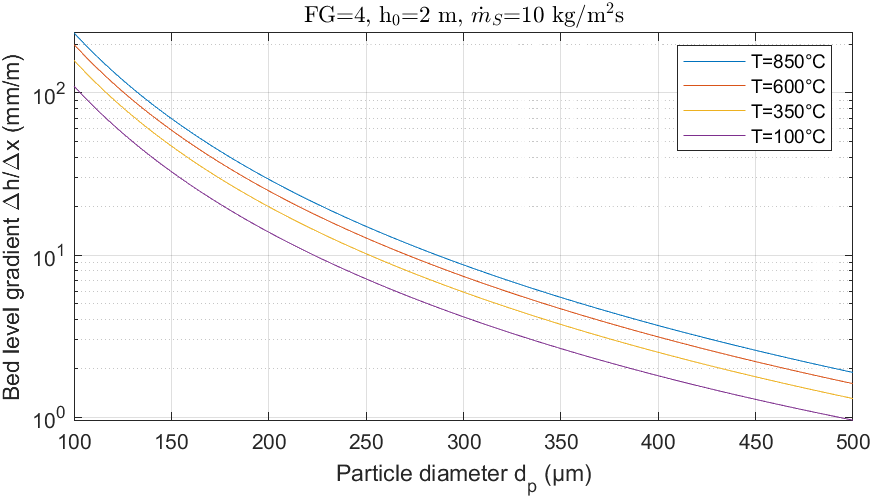 FG=4, h₀=2 m, ṁ_S=10 kg/m²s
Bed level gradient Δh/Δx (mm/m)
10²
10¹
10⁰
T=850°C
T=600°C
T=350°C
T=100°C
100 150 200 250 300 350 400 450 500
Particle diameter d_p (µm)